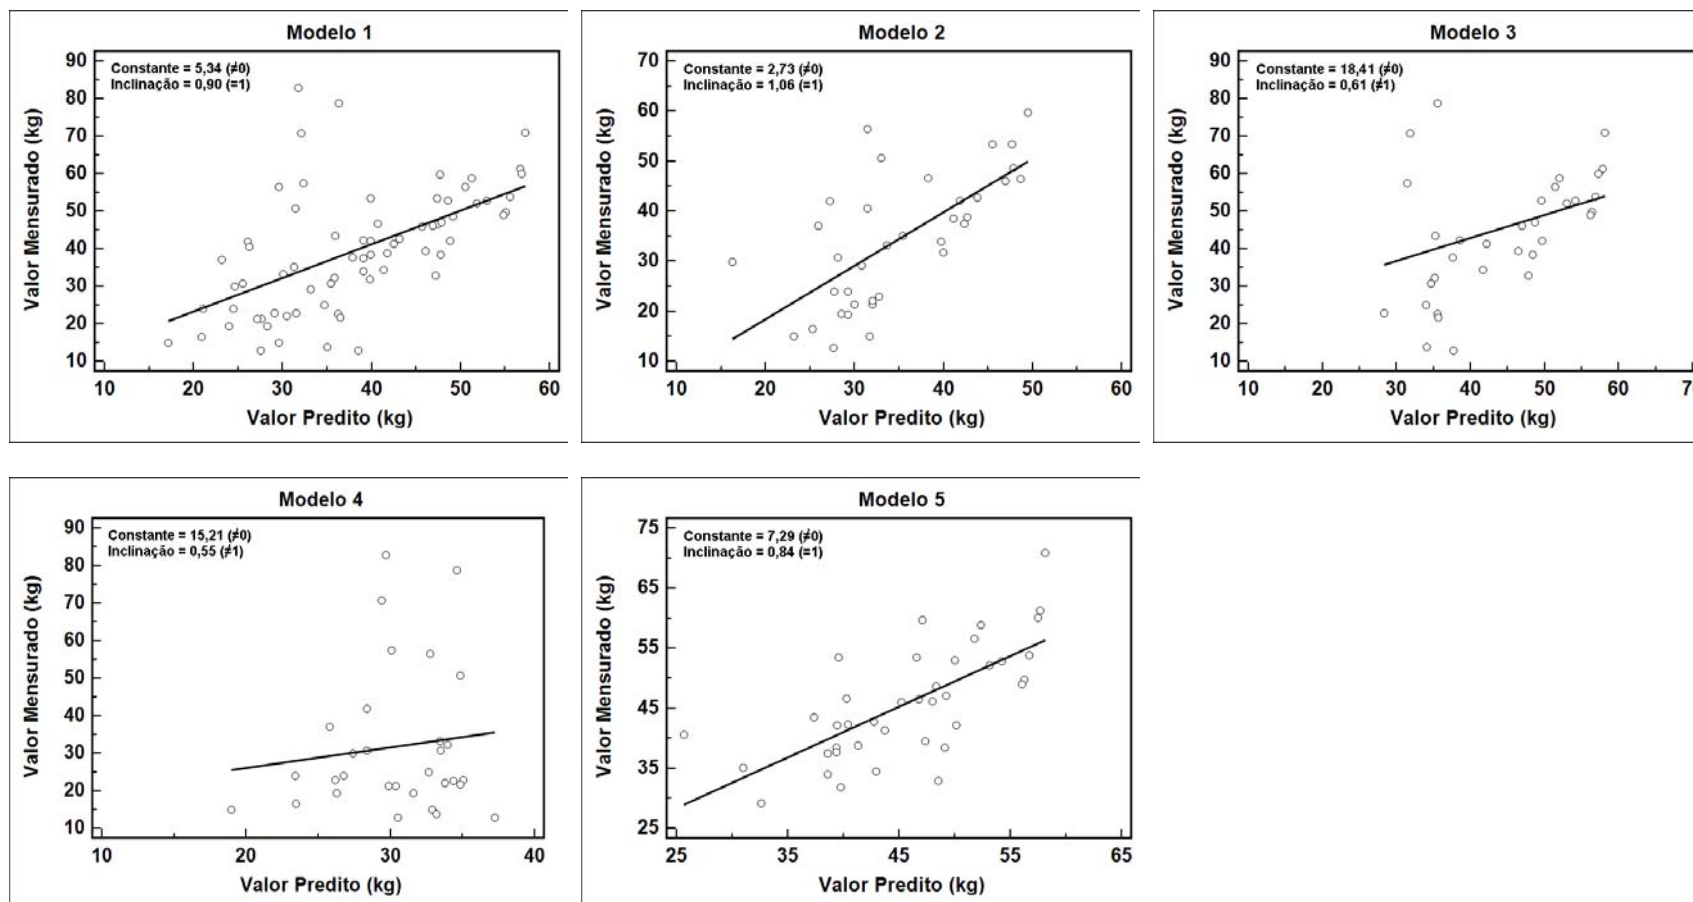 Modelo 1
Constante = 5,34 (≠0)
Inclinação = 0,90 (=1)
Valor Mensurado (kg)
90
80
70
60
50
40
30
20
10
10 20 30 40 50 60
Valor Predito (kg)
Modelo 2
Constante = 2,73 (≠0)
Inclinação = 1,06 (=1)
Valor Mensurado (kg)
70
60
50
40
30
20
10
10 20 30 40 50 60
Valor Predito (kg)
Modelo 3
Constante = 18,41 (≠0)
Inclinação = 0,61 (≠1)
Valor Mensurado (kg)
90
80
70
60
50
40
30
20
10
10 20 30 40 50 60 70
Valor Predito (kg)
Modelo 4
Constante = 15,21 (≠0)
Inclinação = 0,55 (≠1)
Valor Mensurado (kg)
90
80
70
60
50
40
30
20
10
10 20 30 40
Valor Predito (kg)
Modelo 5
Constante = 7,29 (≠0)
Inclinação = 0,84 (=1)
Valor Mensurado (kg)
75
65
55
45
35
25
25 35 45 55 65
Valor Predito (kg)